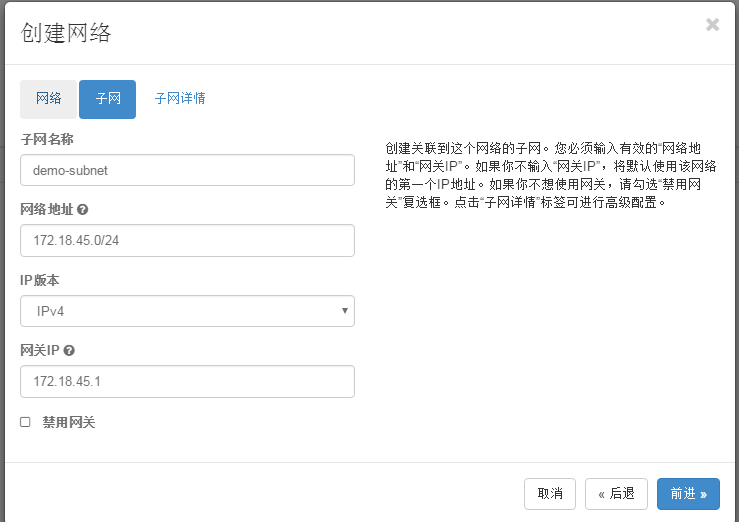 创建网络
网络 子网 子网详情
子网名称
demo-subnet
网络地址
172.18.45.0/24
IP版本
IPv4
网关IP
172.18.45.1
禁用网关
创建关联到这个网络的子网。您必须输入有效的“网络地
址”和“网关IP”。如果你不输入“网关IP”，将默认使用该网络
的第一个IP地址。如果你不想使用网关，请勾选“禁用网
关”复选框。点击“子网详情”标签可进行高级配置。
取消 « 后退 前进 »